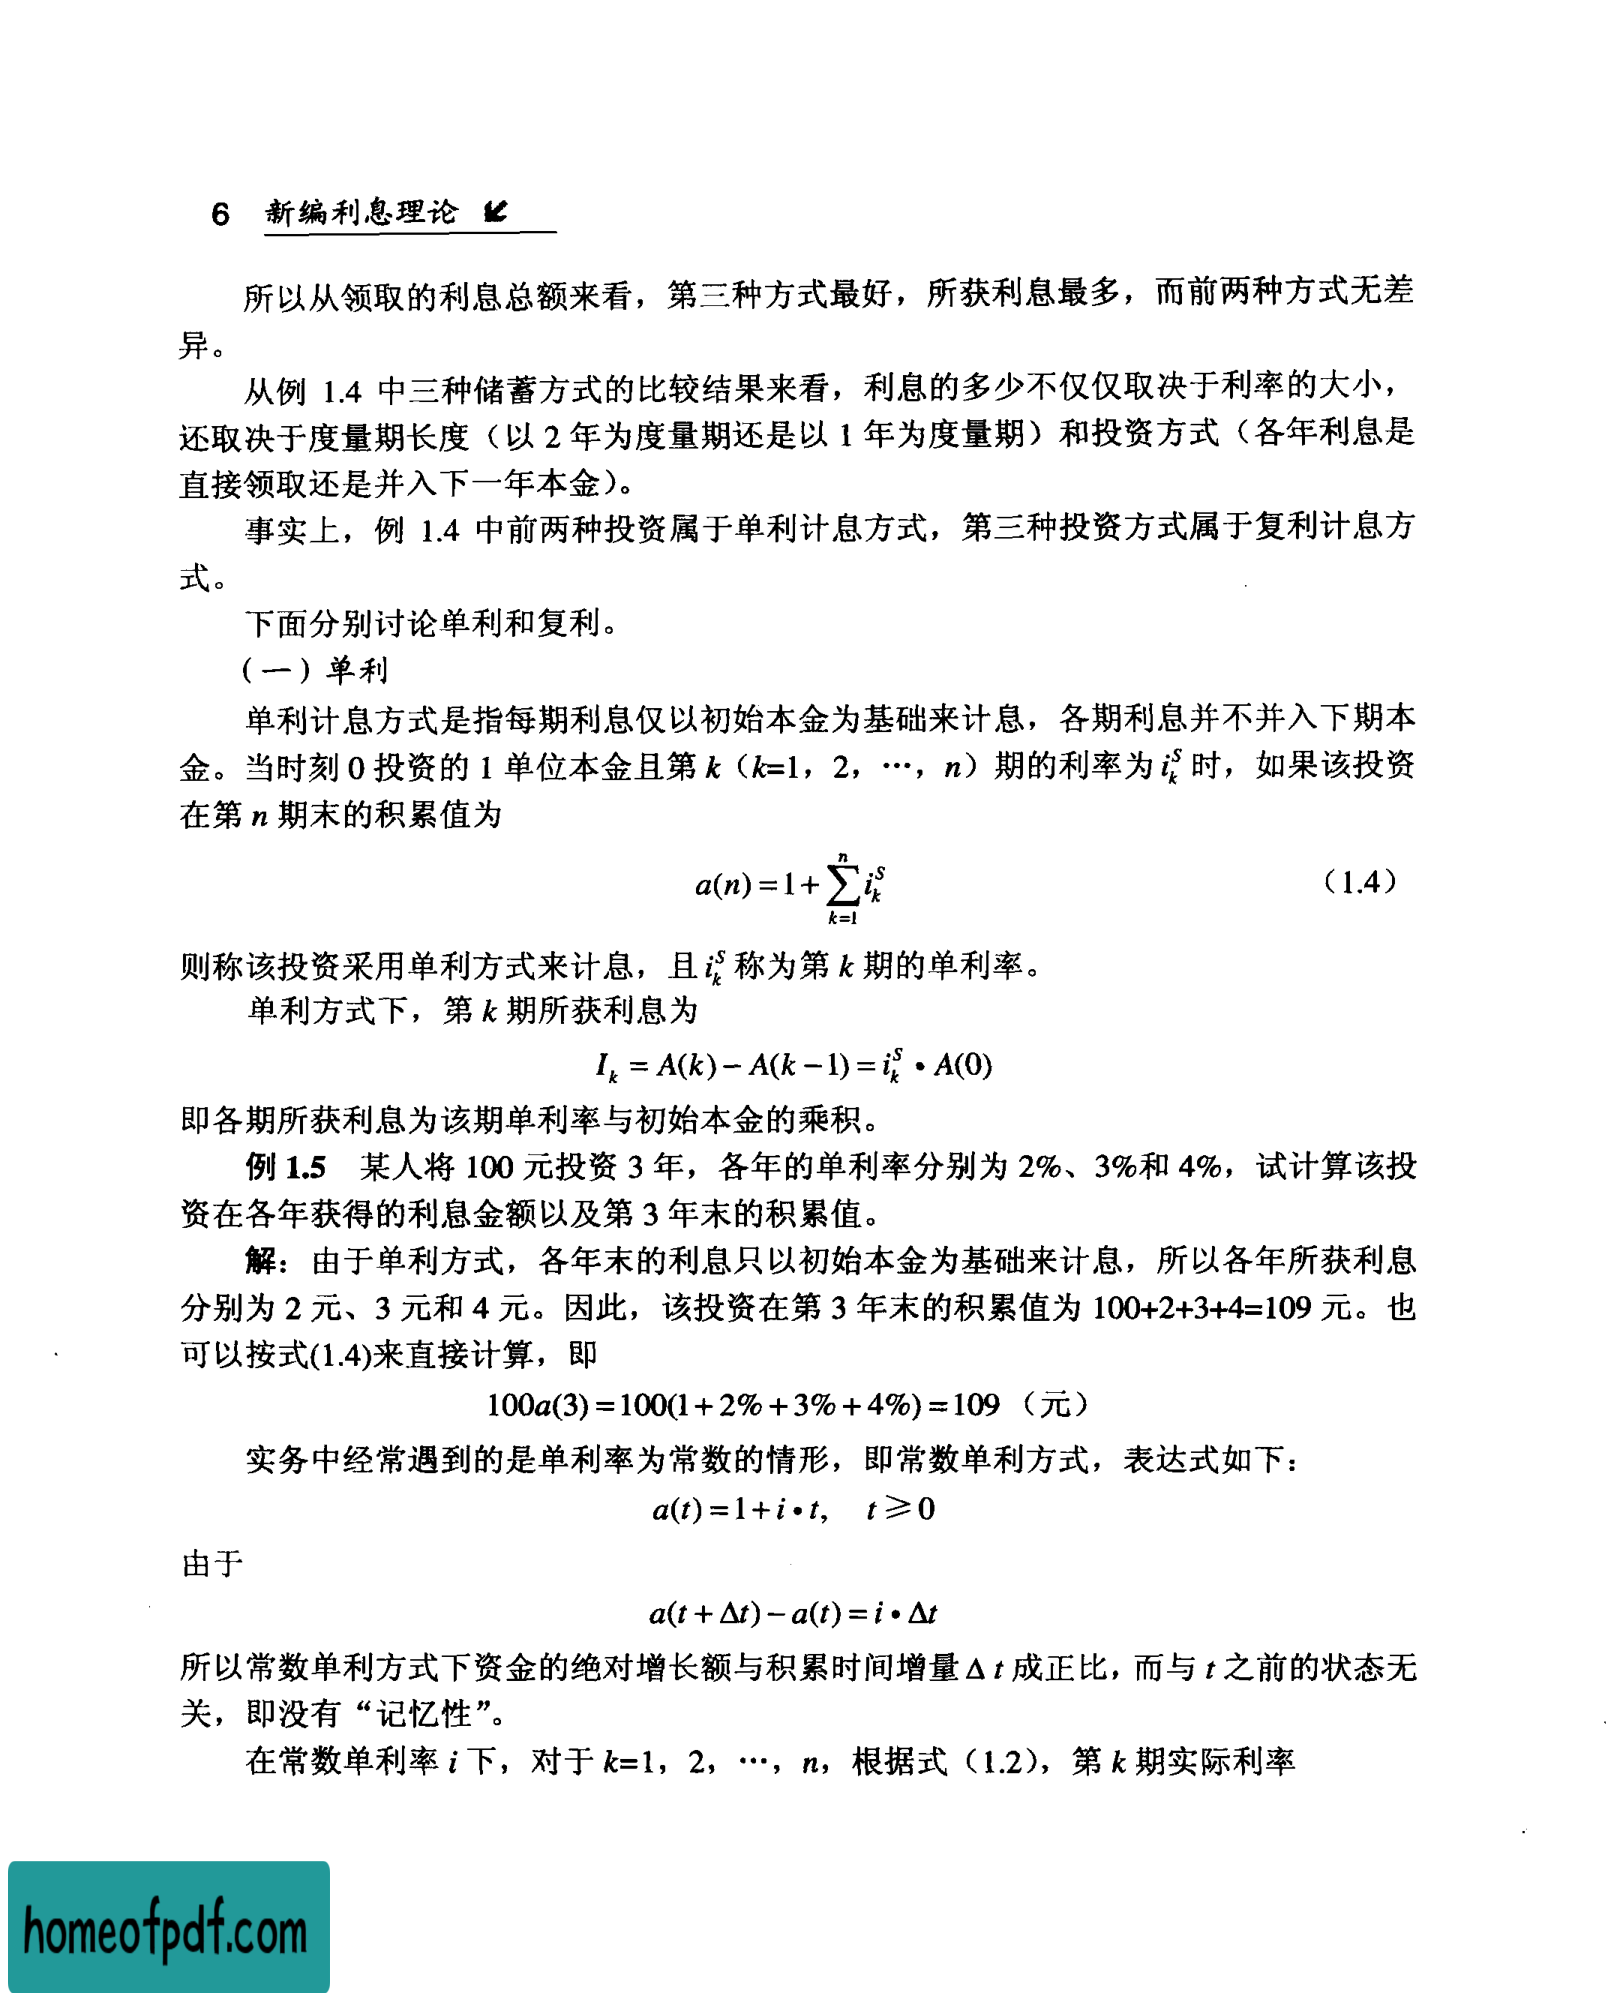 6 新编利息理论
所以从领取的利息总额来看，第三种方式最好，所获利息最多，而前两种方式无差
异。
从例 1.4 中三种储蓄方式的比较结果来看，利息的多少不仅仅取决于利率的大小，
还取决于度量期长度（以 2 年为度量期还是以 1 年为度量期）和投资方式（各年利息是
直接领取还是并入下一年本金）。
事实上，例 1.4 中前两种投资属于单利计息方式，第三种投资方式属于复利计息方
式。
下面分别讨论单利和复利。
（一）单利
单利计息方式是指每期利息仅以初始本金为基础来计息，各期利息并不并入下期本
金。当时刻 0 投资的 1 单位本金且第 k（k=1，2，…，n）期的利率为 $i_k^S$ 时，如果该投资
在第 n 期末的积累值为
$a(n)=1+\sum_{k=1}^{n} i_k^S$ （1.4）
则称该投资采用单利方式来计息，且 $i_k^S$ 称为第 k 期的单利率。
单利方式下，第 k 期所获利息为
$I_k = A(k)-A(k-1)=i_k^S \bullet A(0)$
即各期所获利息为该期单利率与初始本金的乘积。
例 1.5 某人将 100 元投资 3 年，各年的单利率分别为 2%、3%和 4%，试计算该投
资在各年获得的利息金额以及第 3 年末的积累值。
解：由于单利方式，各年末的利息只以初始本金为基础来计息，所以各年所获利息
分别为 2 元、3 元和 4 元。因此，该投资在第 3 年末的积累值为 100+2+3+4=109 元。也
可以按式(1.4)来直接计算，即
100a(3)=100(1+2%+3%+4%)=109 （元）
实务中经常遇到的是单利率为常数的情形，即常数单利方式，表达式如下：
a(t)=1+i•t, t≥0
由于
a(t+Δt)−a(t)=i•Δt
所以常数单利方式下资金的绝对增长额与积累时间增量Δt成正比，而与 t 之前的状态无
关，即没有“记忆性”。
在常数单利率 i 下，对于 k=1，2，…，n，根据式（1.2），第 k 期实际利率
homeofpdf.com